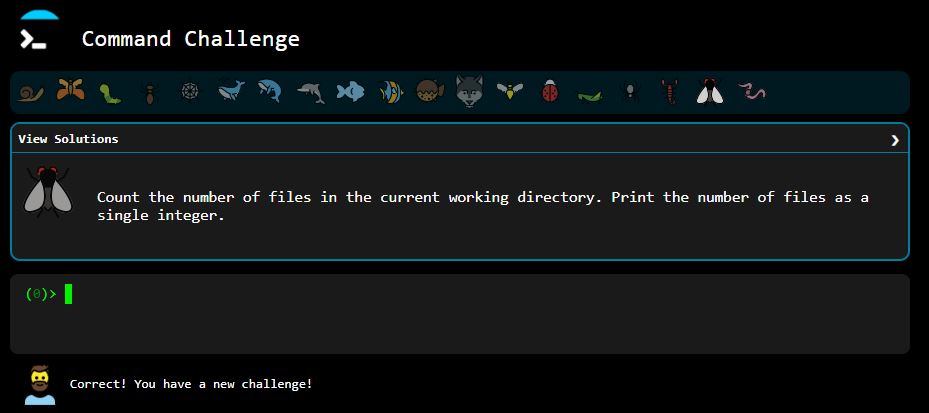 Command Challenge
View Solutions
Count the number of files in the current working directory. Print the number of files as a
single integer.
(0)>
Correct! You have a new challenge!